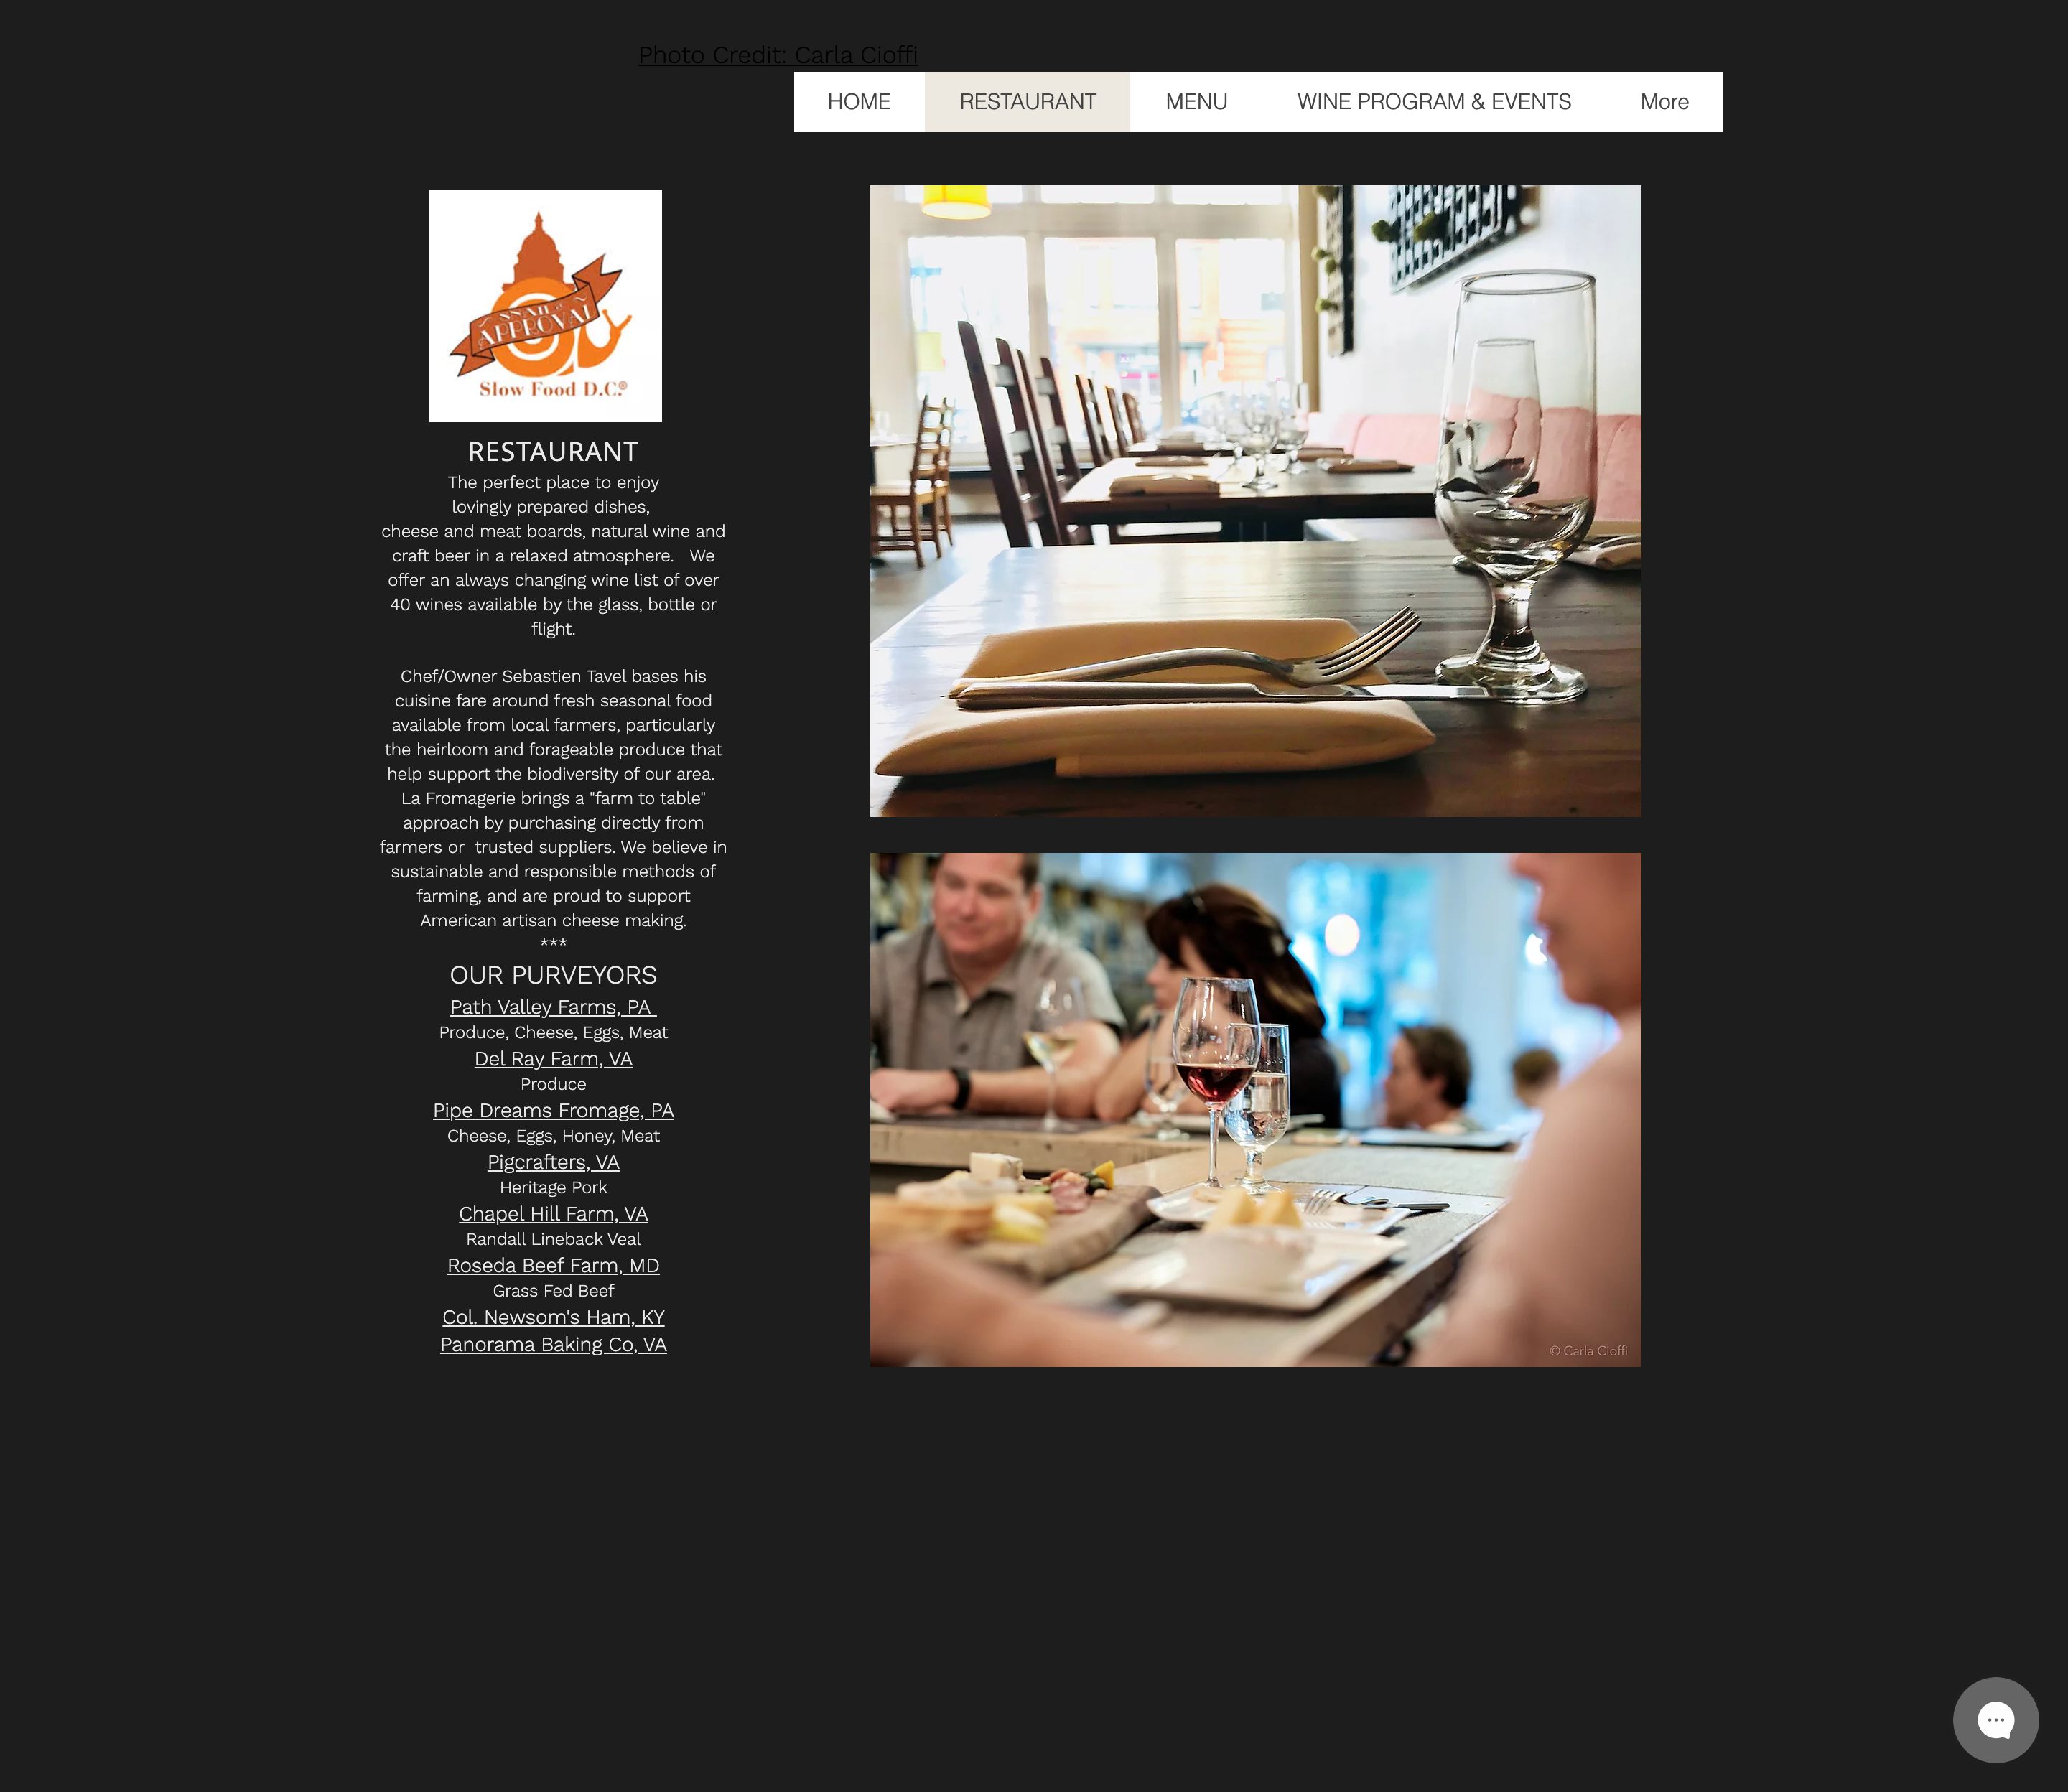 Photo Credit: Carla Cioffi
HOME RESTAURANT MENU WINE PROGRAM & EVENTS More
SNAIL of
APPROVAL
Slow Food D.C.®
RESTAURANT
The perfect place to enjoy
lovingly prepared dishes,
cheese and meat boards, natural wine and
craft beer in a relaxed atmosphere.   We
offer an always changing wine list of over
40 wines available by the glass, bottle or
flight.
Chef/Owner Sebastien Tavel bases his
cuisine fare around fresh seasonal food
available from local farmers, particularly
the heirloom and forageable produce that
help support the biodiversity of our area.
La Fromagerie brings a "farm to table"
approach by purchasing directly from
farmers or  trusted suppliers. We believe in
sustainable and responsible methods of
farming, and are proud to support
American artisan cheese making.
***
OUR PURVEYORS
Path Valley Farms, PA
Produce, Cheese, Eggs, Meat
Del Ray Farm, VA
Produce
Pipe Dreams Fromage, PA
Cheese, Eggs, Honey, Meat
Pigcrafters, VA
Heritage Pork
Chapel Hill Farm, VA
Randall Lineback Veal
Roseda Beef Farm, MD
Grass Fed Beef
Col. Newsom's Ham, KY
Panorama Baking Co, VA
© Carla Cioffi